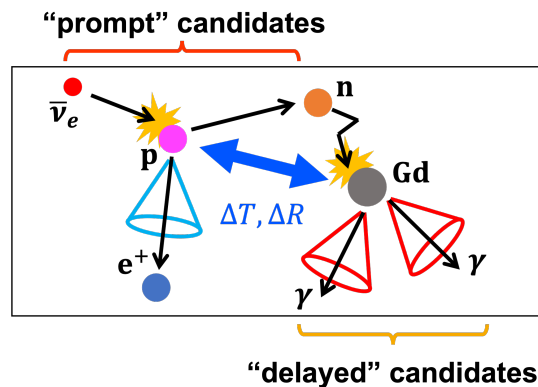 “prompt” candidates
ν̅ₑ
p
n
Gd
ΔT, ΔR
e⁺
γ
γ
“delayed” candidates